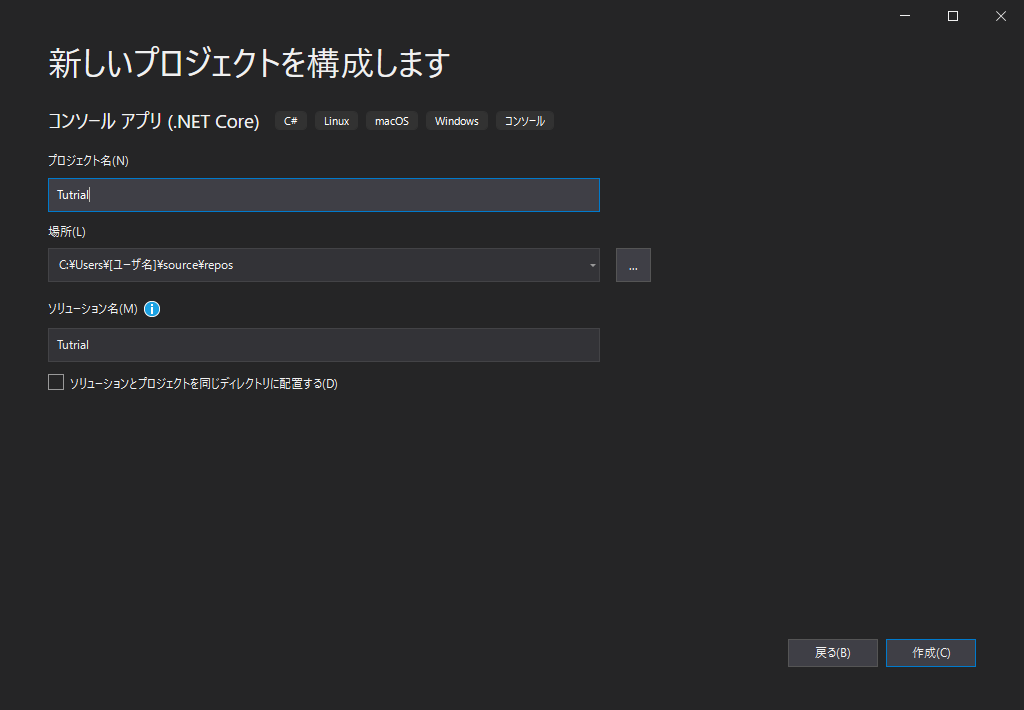 新しいプロジェクトを構成します
コンソール アプリ (.NET Core) C# Linux macOS Windows コンソール
プロジェクト名(N)
Tutrial
場所(L)
C:¥Users¥[ユーザ名]¥source¥repos ...
ソリューション名(M) i
Tutrial
ソリューションとプロジェクトを同じディレクトリに配置する(D)
戻る(B) 作成(C)